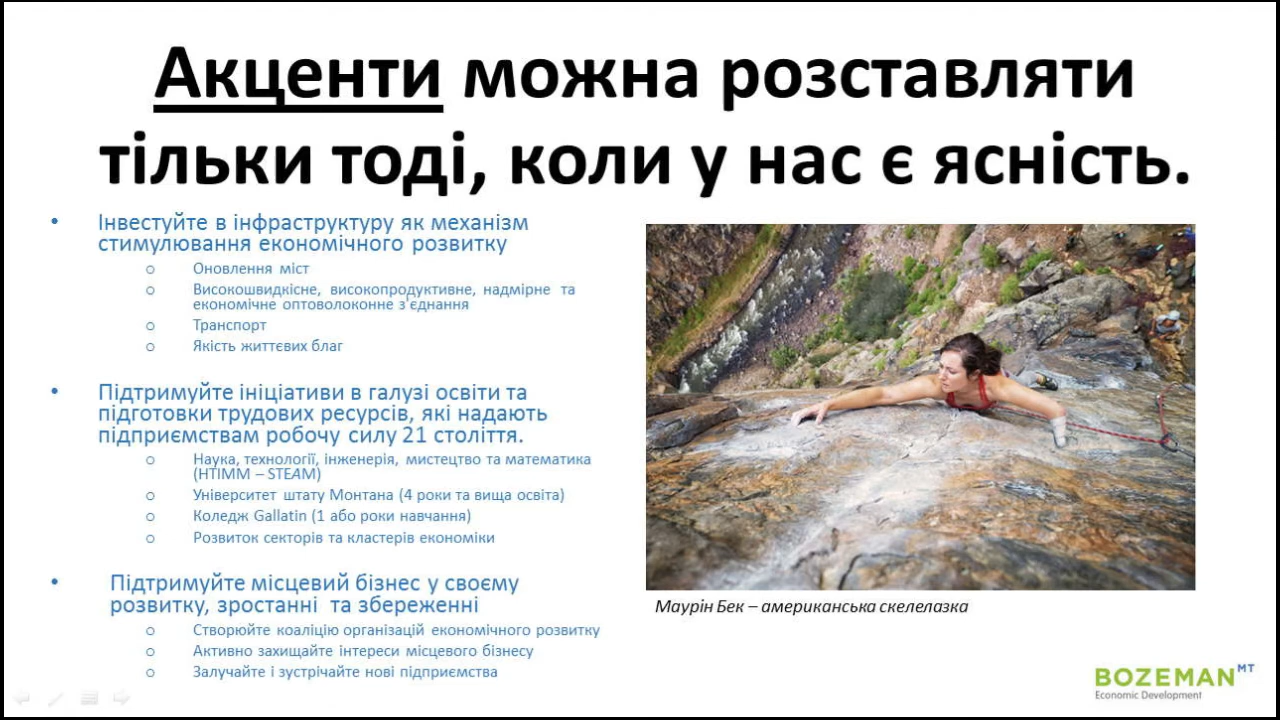 Акценти можна розставляти
тільки тоді, коли у нас є ясність.
• Інвестуйте в інфраструктуру як механізм
стимулювання економічного розвитку
o Оновлення міст
o Високошвидкісне, високопродуктивне, надмірне та
економічне оптоволоконне з'єднання
o Транспорт
o Якість життєвих благ
• Підтримуйте ініціативи в галузі освіти та
підготовки трудових ресурсів, які надають
підприємствам робочу силу 21 століття.
o Наука, технології, інженерія, мистецтво та математика
(НТІММ – STEAM)
o Університет штату Монтана (4 роки та вища освіта)
o Коледж Gallatin (1 або роки навчання)
o Розвиток секторів та кластерів економіки
• Підтримуйте місцевий бізнес у своєму
розвитку, зростанні та збереженні
o Створюйте коаліцію організацій економічного розвитку
o Активно захищайте інтереси місцевого бізнесу
o Залучайте і зустрічайте нові підприємства
Маурін Бек – американська скелелазка
BOZEMAN MT
Economic Development